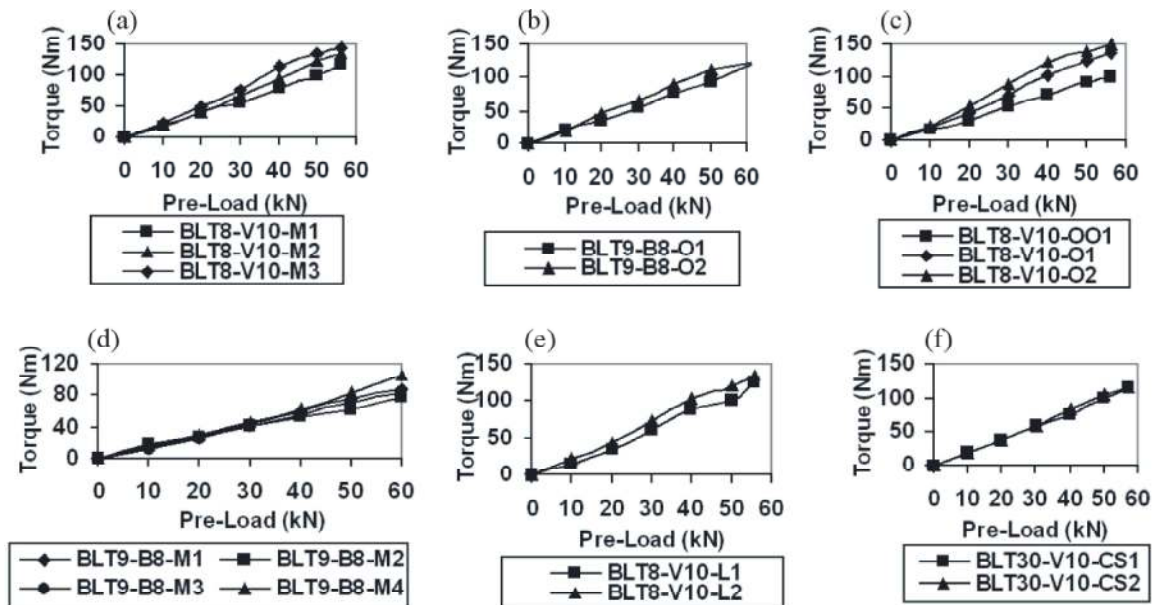 (a)
Torque (Nm)
150
100
50
0
0 10 20 30 40 50 60
Pre-Load (kN)
BLT8-V10-M1
BLT8-V10-M2
BLT8-V10-M3
(b)
Torque (Nm)
150
100
50
0
0 10 20 30 40 50 60
Pre-Load (kN)
BLT9-B8-O1
BLT9-B8-O2
(c)
Torque (Nm)
150
100
50
0
0 10 20 30 40 50 60
Pre-Load (kN)
BLT8-V10-OO1
BLT8-V10-O1
BLT8-V10-O2
(d)
Torque (Nm)
120
80
40
0
0 10 20 30 40 50 60
Pre-Load (kN)
BLT9-B8-M1 BLT9-B8-M2
BLT9-B8-M3 BLT9-B8-M4
(e)
Torque (Nm)
150
100
50
0
0 10 20 30 40 50 60
Pre-Load (kN)
BLT8-V10-L1
BLT8-V10-L2
(f)
Torque (Nm)
150
100
50
0
0 10 20 30 40 50 60
Pre-Load (kN)
BLT30-V10-CS1
BLT30-V10-CS2